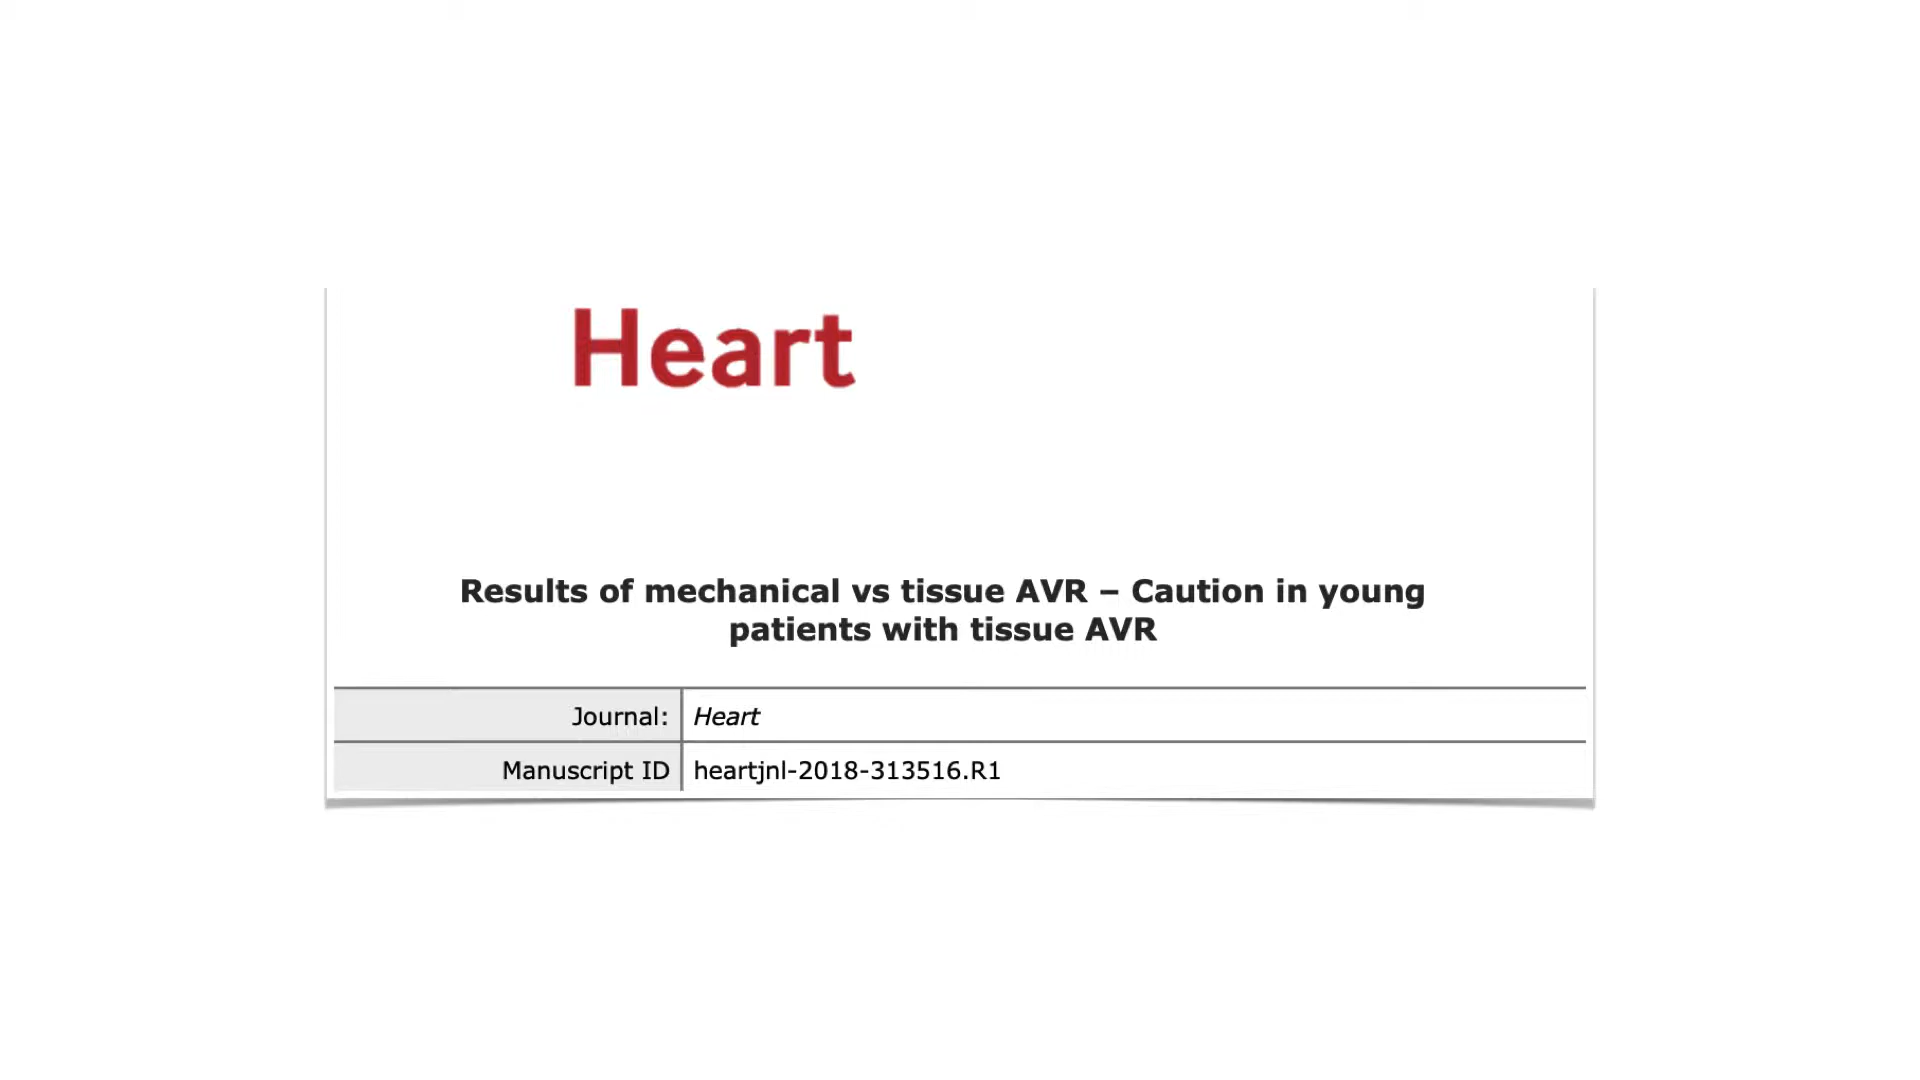 Heart
Results of mechanical vs tissue AVR – Caution in young
patients with tissue AVR
Journal: Heart
Manuscript ID heartjnl-2018-313516.R1